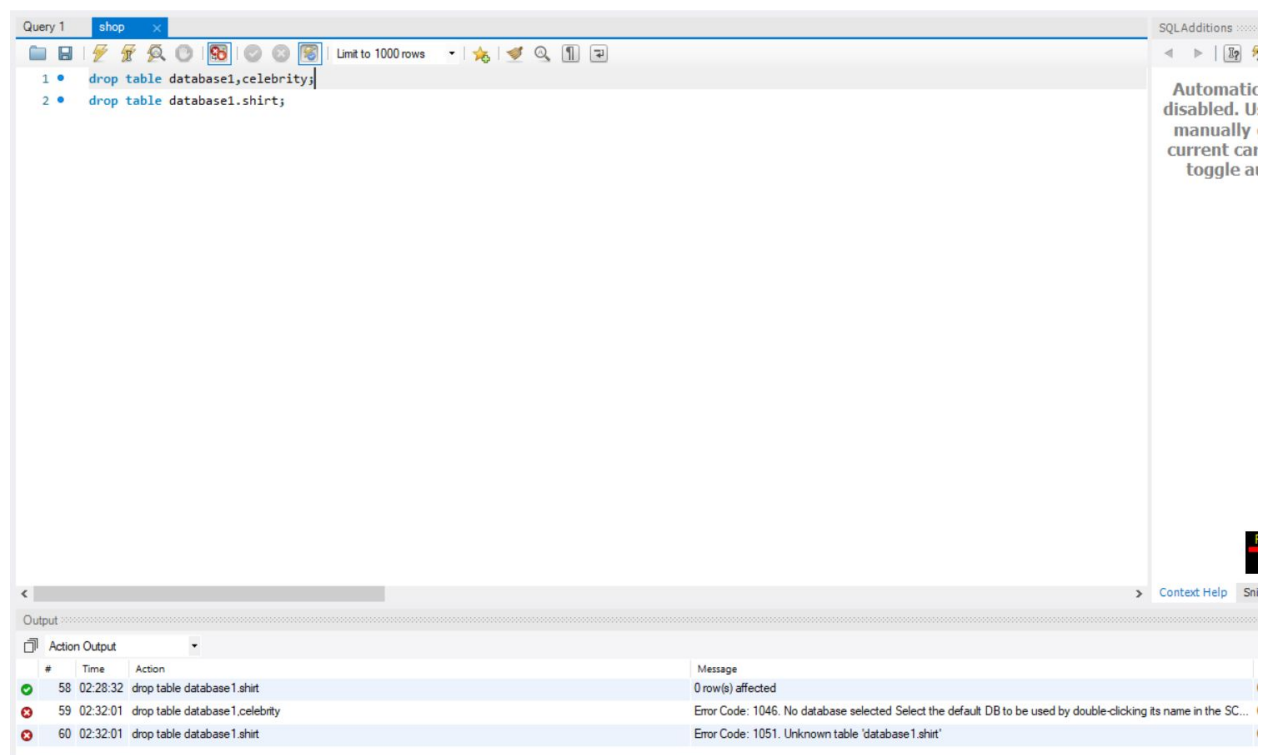 Query 1 shop
SQLAdditions
Limit to 1000 rows
1 drop table database1,celebrity;
2 drop table database1.shirt;
Automatic
disabled. U
manually
current car
toggle a
Context Help Sni
Output
Action Output
# Time Action Message
58 02:28:32 drop table database1.shirt 0 row(s) affected
59 02:32:01 drop table database1,celebrity Error Code: 1046. No database selected Select the default DB to be used by double-clicking its name in the SC...
60 02:32:01 drop table database1.shirt Error Code: 1051. Unknown table 'database1.shirt'